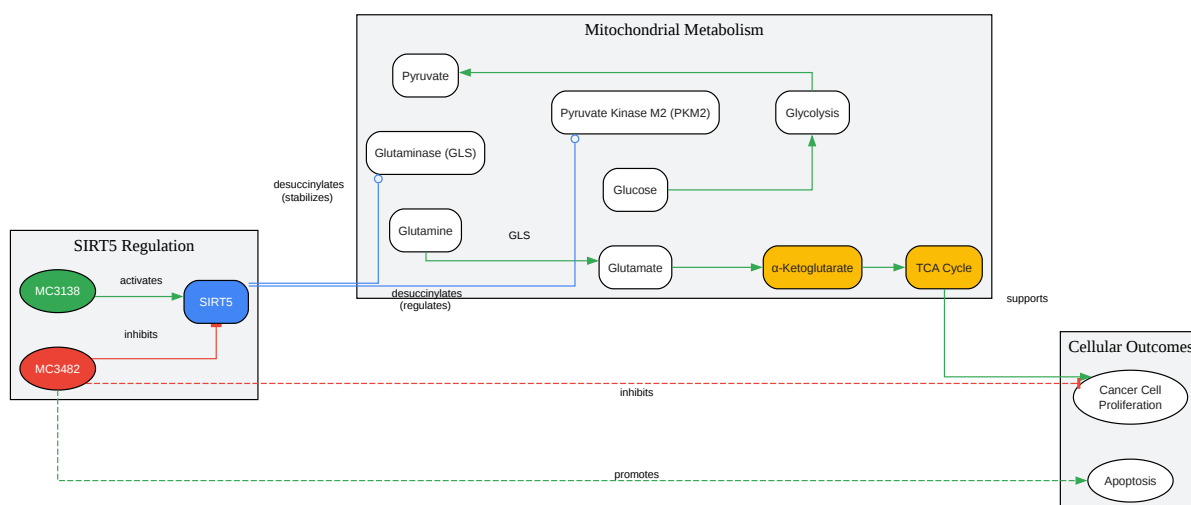 Mitochondrial Metabolism
Pyruvate
Pyruvate Kinase M2 (PKM2)
Glycolysis
Glutaminase (GLS)
desuccinylates
(stabilizes)
Glucose
Glutamine
GLS
SIRT5 Regulation
Glutamate
α-Ketoglutarate
TCA Cycle
MC3138
activates
SIRT5
desuccinylates
(regulates)
supports
inhibits
MC3482
Cellular Outcomes
inhibits
Cancer Cell
Proliferation
promotes
Apoptosis